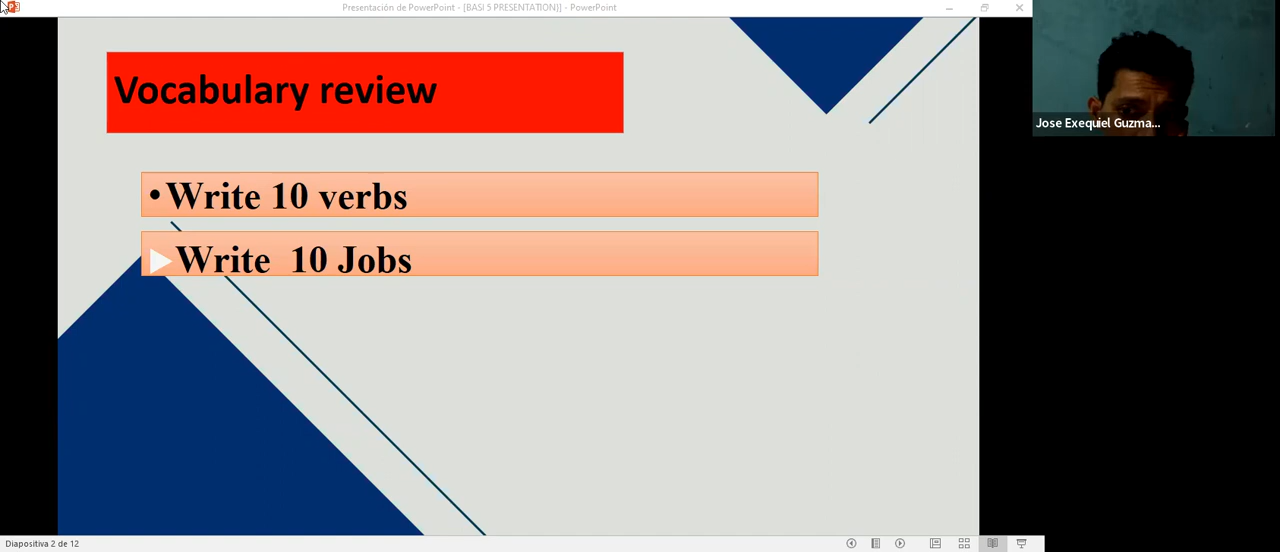 Presentación de PowerPoint - [BASI 5 PRESENTATION)] - PowerPoint
Vocabulary review
•Write 10 verbs
Write  10 Jobs
Jose Exequiel Guzma...
Diapositiva 2 de 12